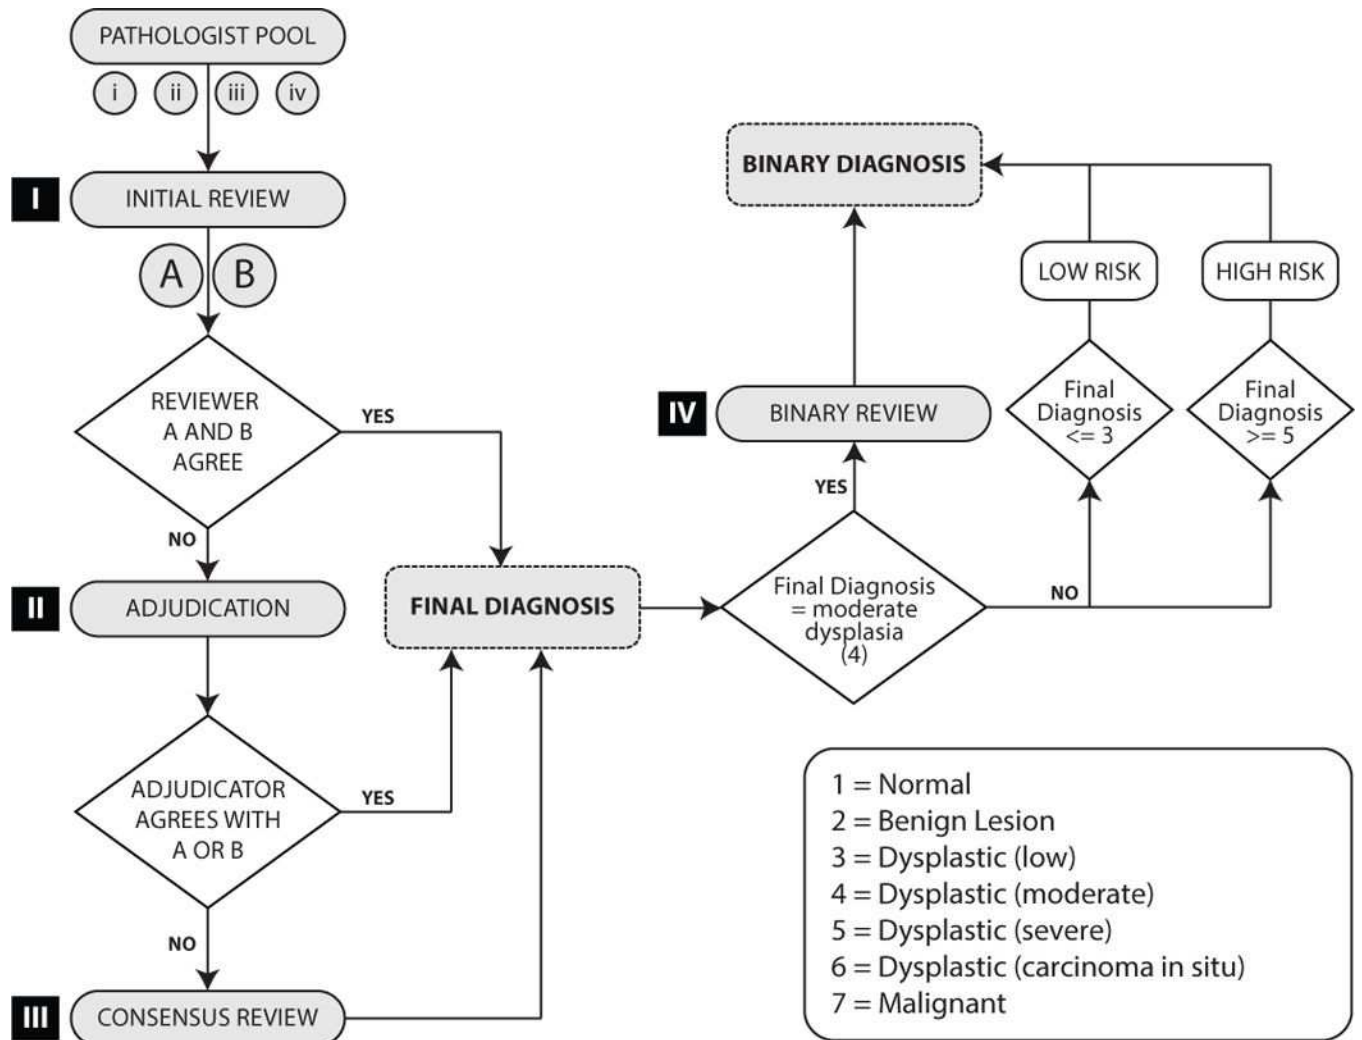 PATHOLOGIST POOL
i
ii
iii
iv
I
INITIAL REVIEW
A
B
REVIEWER
A AND B
AGREE
YES
NO
II
ADJUDICATION
ADJUDICATOR
AGREES WITH
A OR B
YES
NO
III
CONSENSUS REVIEW
FINAL DIAGNOSIS
Final Diagnosis
= moderate
dysplasia
(4)
YES
NO
IV
BINARY REVIEW
BINARY DIAGNOSIS
Final
Diagnosis
<= 3
LOW RISK
Final
Diagnosis
>= 5
HIGH RISK
1 = Normal
2 = Benign Lesion
3 = Dysplastic (low)
4 = Dysplastic (moderate)
5 = Dysplastic (severe)
6 = Dysplastic (carcinoma in situ)
7 = Malignant